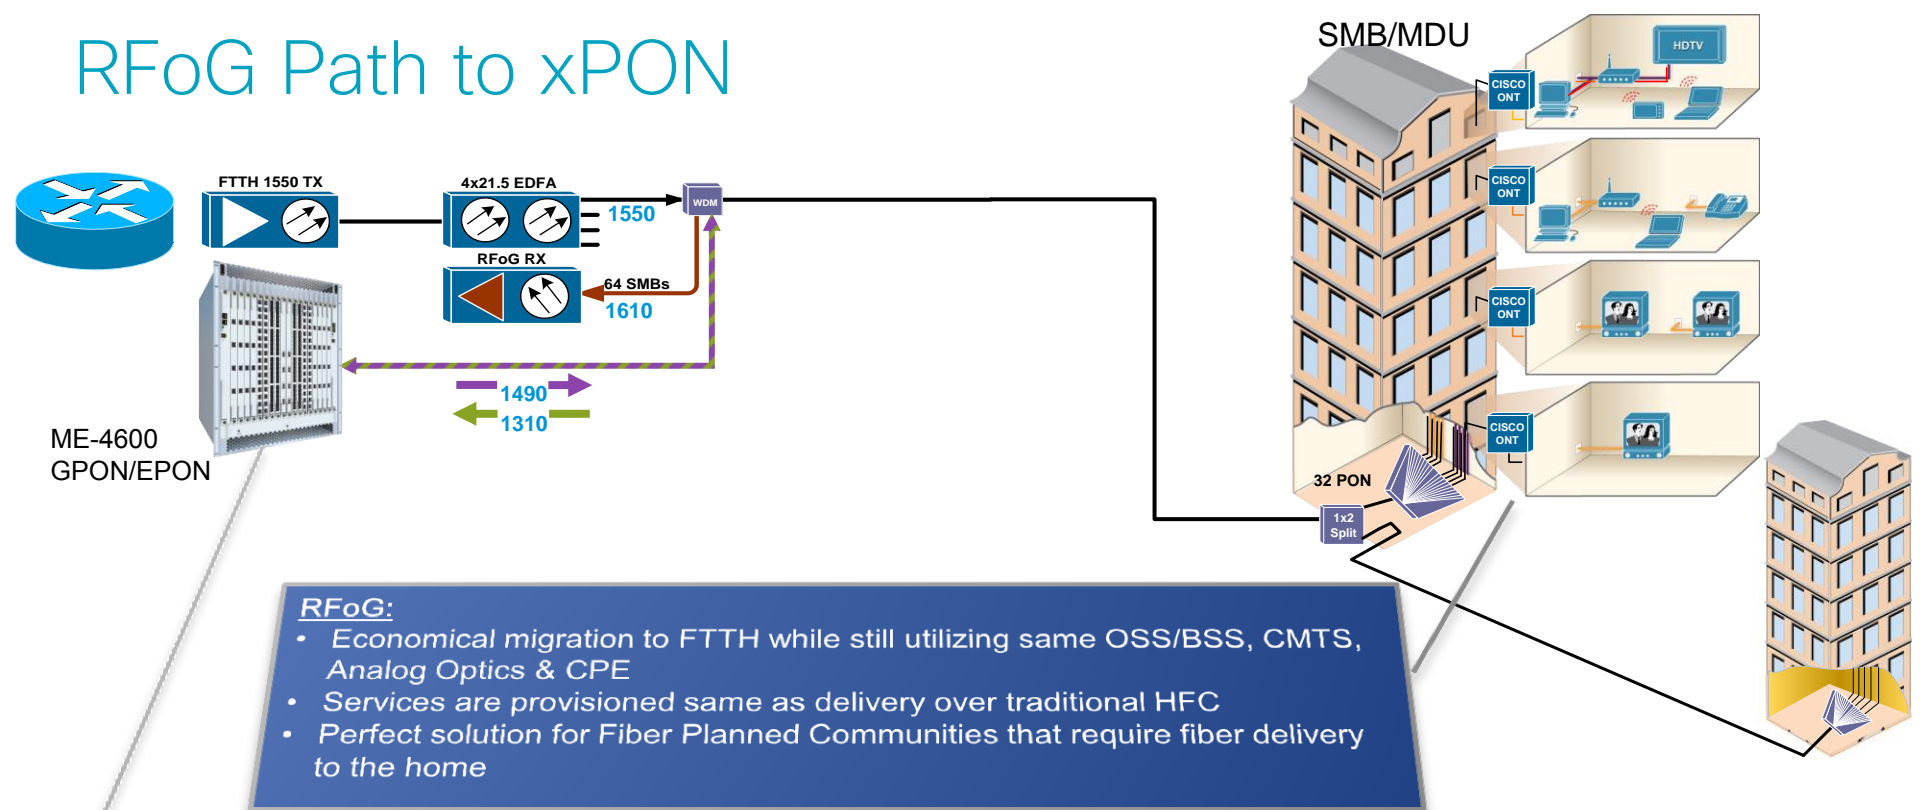 RFoG Path to xPON
SMB/MDU
HDTV
CISCO
ONT
FTTH 1550 TX
4x21.5 EDFA
WDM
1550
CISCO
ONT
RFoG RX
64 SMBs
1610
CISCO
ONT
1490
1310
ME-4600
GPON/EPON
CISCO
ONT
32 PON
1x2
Split
RFoG:
• Economical migration to FTTH while still utilizing same OSS/BSS, CMTS,
Analog Optics & CPE
• Services are provisioned same as delivery over traditional HFC
• Perfect solution for Fiber Planned Communities that require fiber delivery
to the home